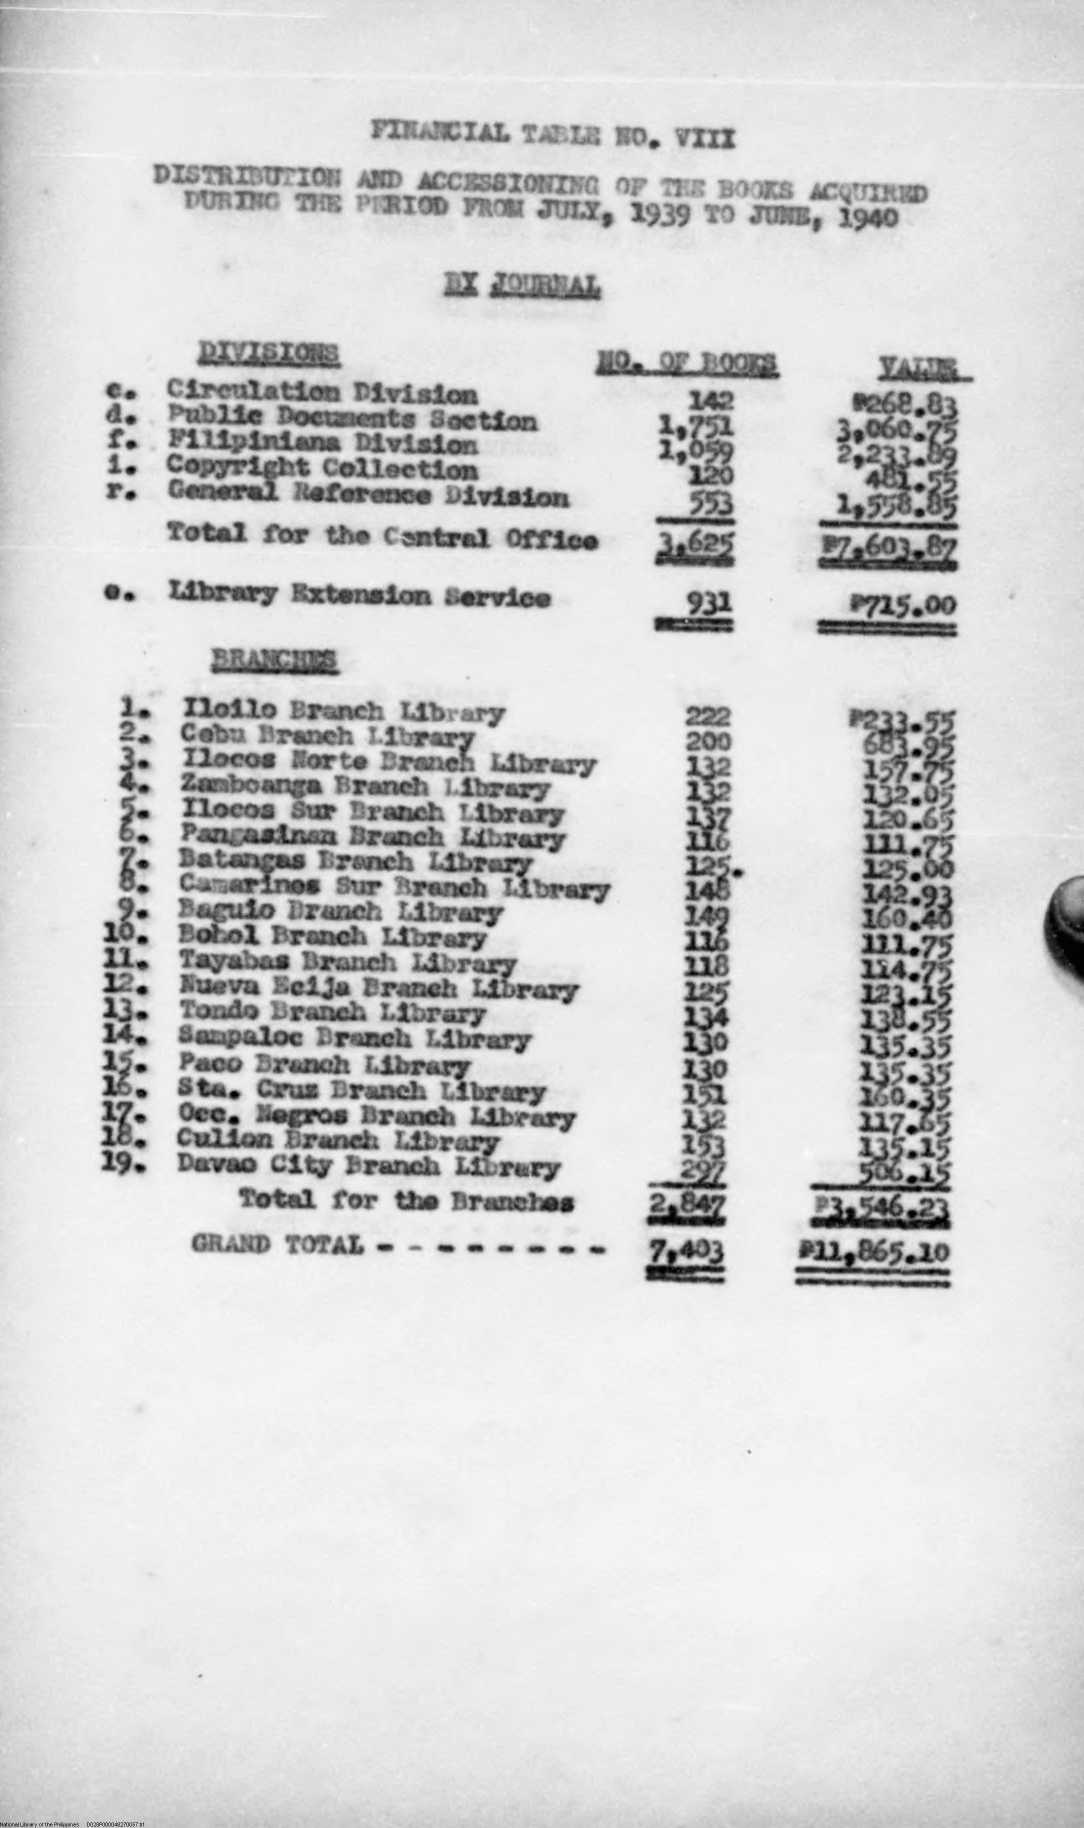 FINANCIAL TABLE NO. VIII
DISTRIBUTION AND ACCESSIONING OF THE BOOKS ACQUIRED
DURING THE PERIOD FROM JULY, 1939 TO JUNE, 1940
BY JOURNAL
DIVISIONS NO. OF BOOKS VALUE
c. Circulation Division 142 ₱268.83
d. Public Documents Section 1,751 3,060.75
f. Filipiniana Division 1,059 2,233.89
i. Copyright Collection 120 481.55
r. General Reference Division 553 1,558.85
Total for the Central Office 3,625 ₱7,603.87
e. Library Extension Service 931 ₱715.00
BRANCHES
1. Iloilo Branch Library 222 ₱233.55
2. Cebu Branch Library 200 683.95
3. Ilocos Norte Branch Library 132 157.75
4. Zamboanga Branch Library 132 132.05
5. Ilocos Sur Branch Library 137 120.65
6. Pangasinan Branch Library 116 111.75
7. Batangas Branch Library 125. 125.00
8. Camarines Sur Branch Library 148 142.93
9. Baguio Branch Library 149 160.40
10. Bohol Branch Library 116 111.75
11. Tayabas Branch Library 118 114.75
12. Nueva Ecija Branch Library 125 123.15
13. Tondo Branch Library 134 138.55
14. Sampaloc Branch Library 130 135.35
15. Paco Branch Library 130 135.35
16. Sta. Cruz Branch Library 151 160.35
17. Occ. Negros Branch Library 132 117.65
18. Culion Branch Library 153 135.15
19. Davao City Branch Library 297 506.15
Total for the Branches 2,847 ₱3,546.23
GRAND TOTAL - - - - - - - - 7,403 ₱11,865.10
National Library of the Philippines D028P000048270057.tif